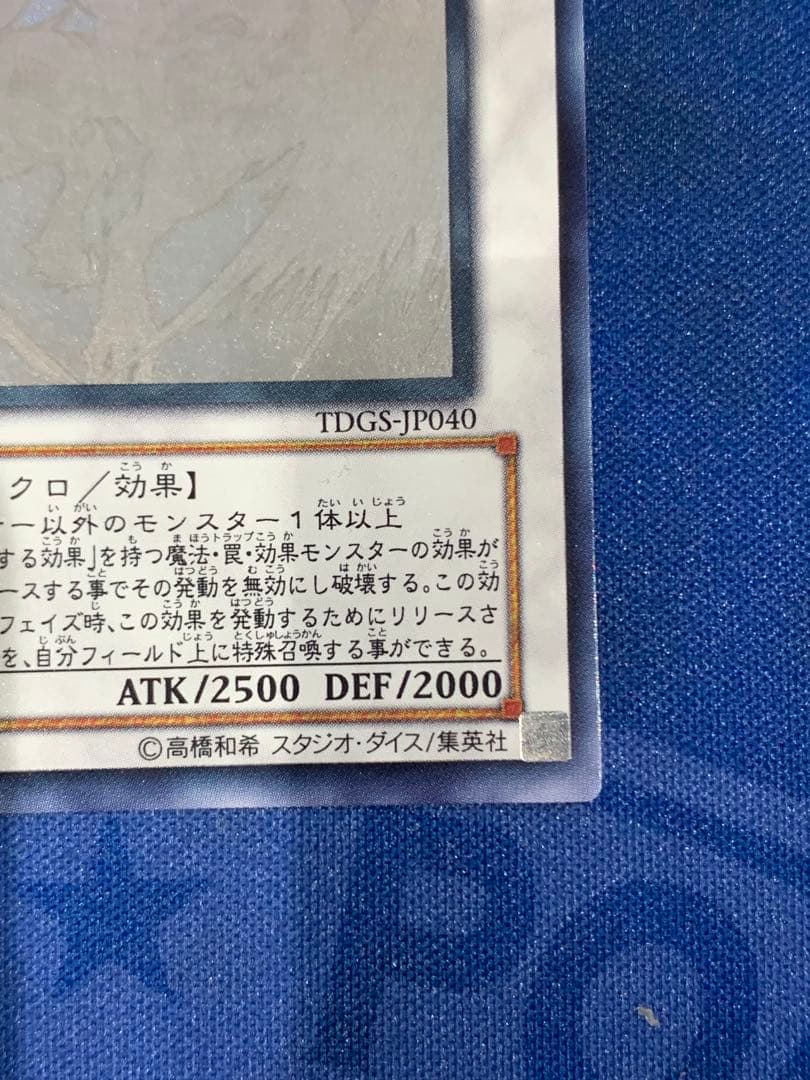 TDGS-JP040
クロ／効果】
ー以外のモンスター1体以上
する効果」を持つ魔法・罠・効果モンスターの効果が
ースする事でその発動を無効にし破壊する。この効
フェイズ時、この効果を発動するためにリリースさ
を、自分フィールド上に特殊召喚する事ができる。
ATK/2500 DEF/2000
©高橋和希 スタジオ・ダイス/集英社